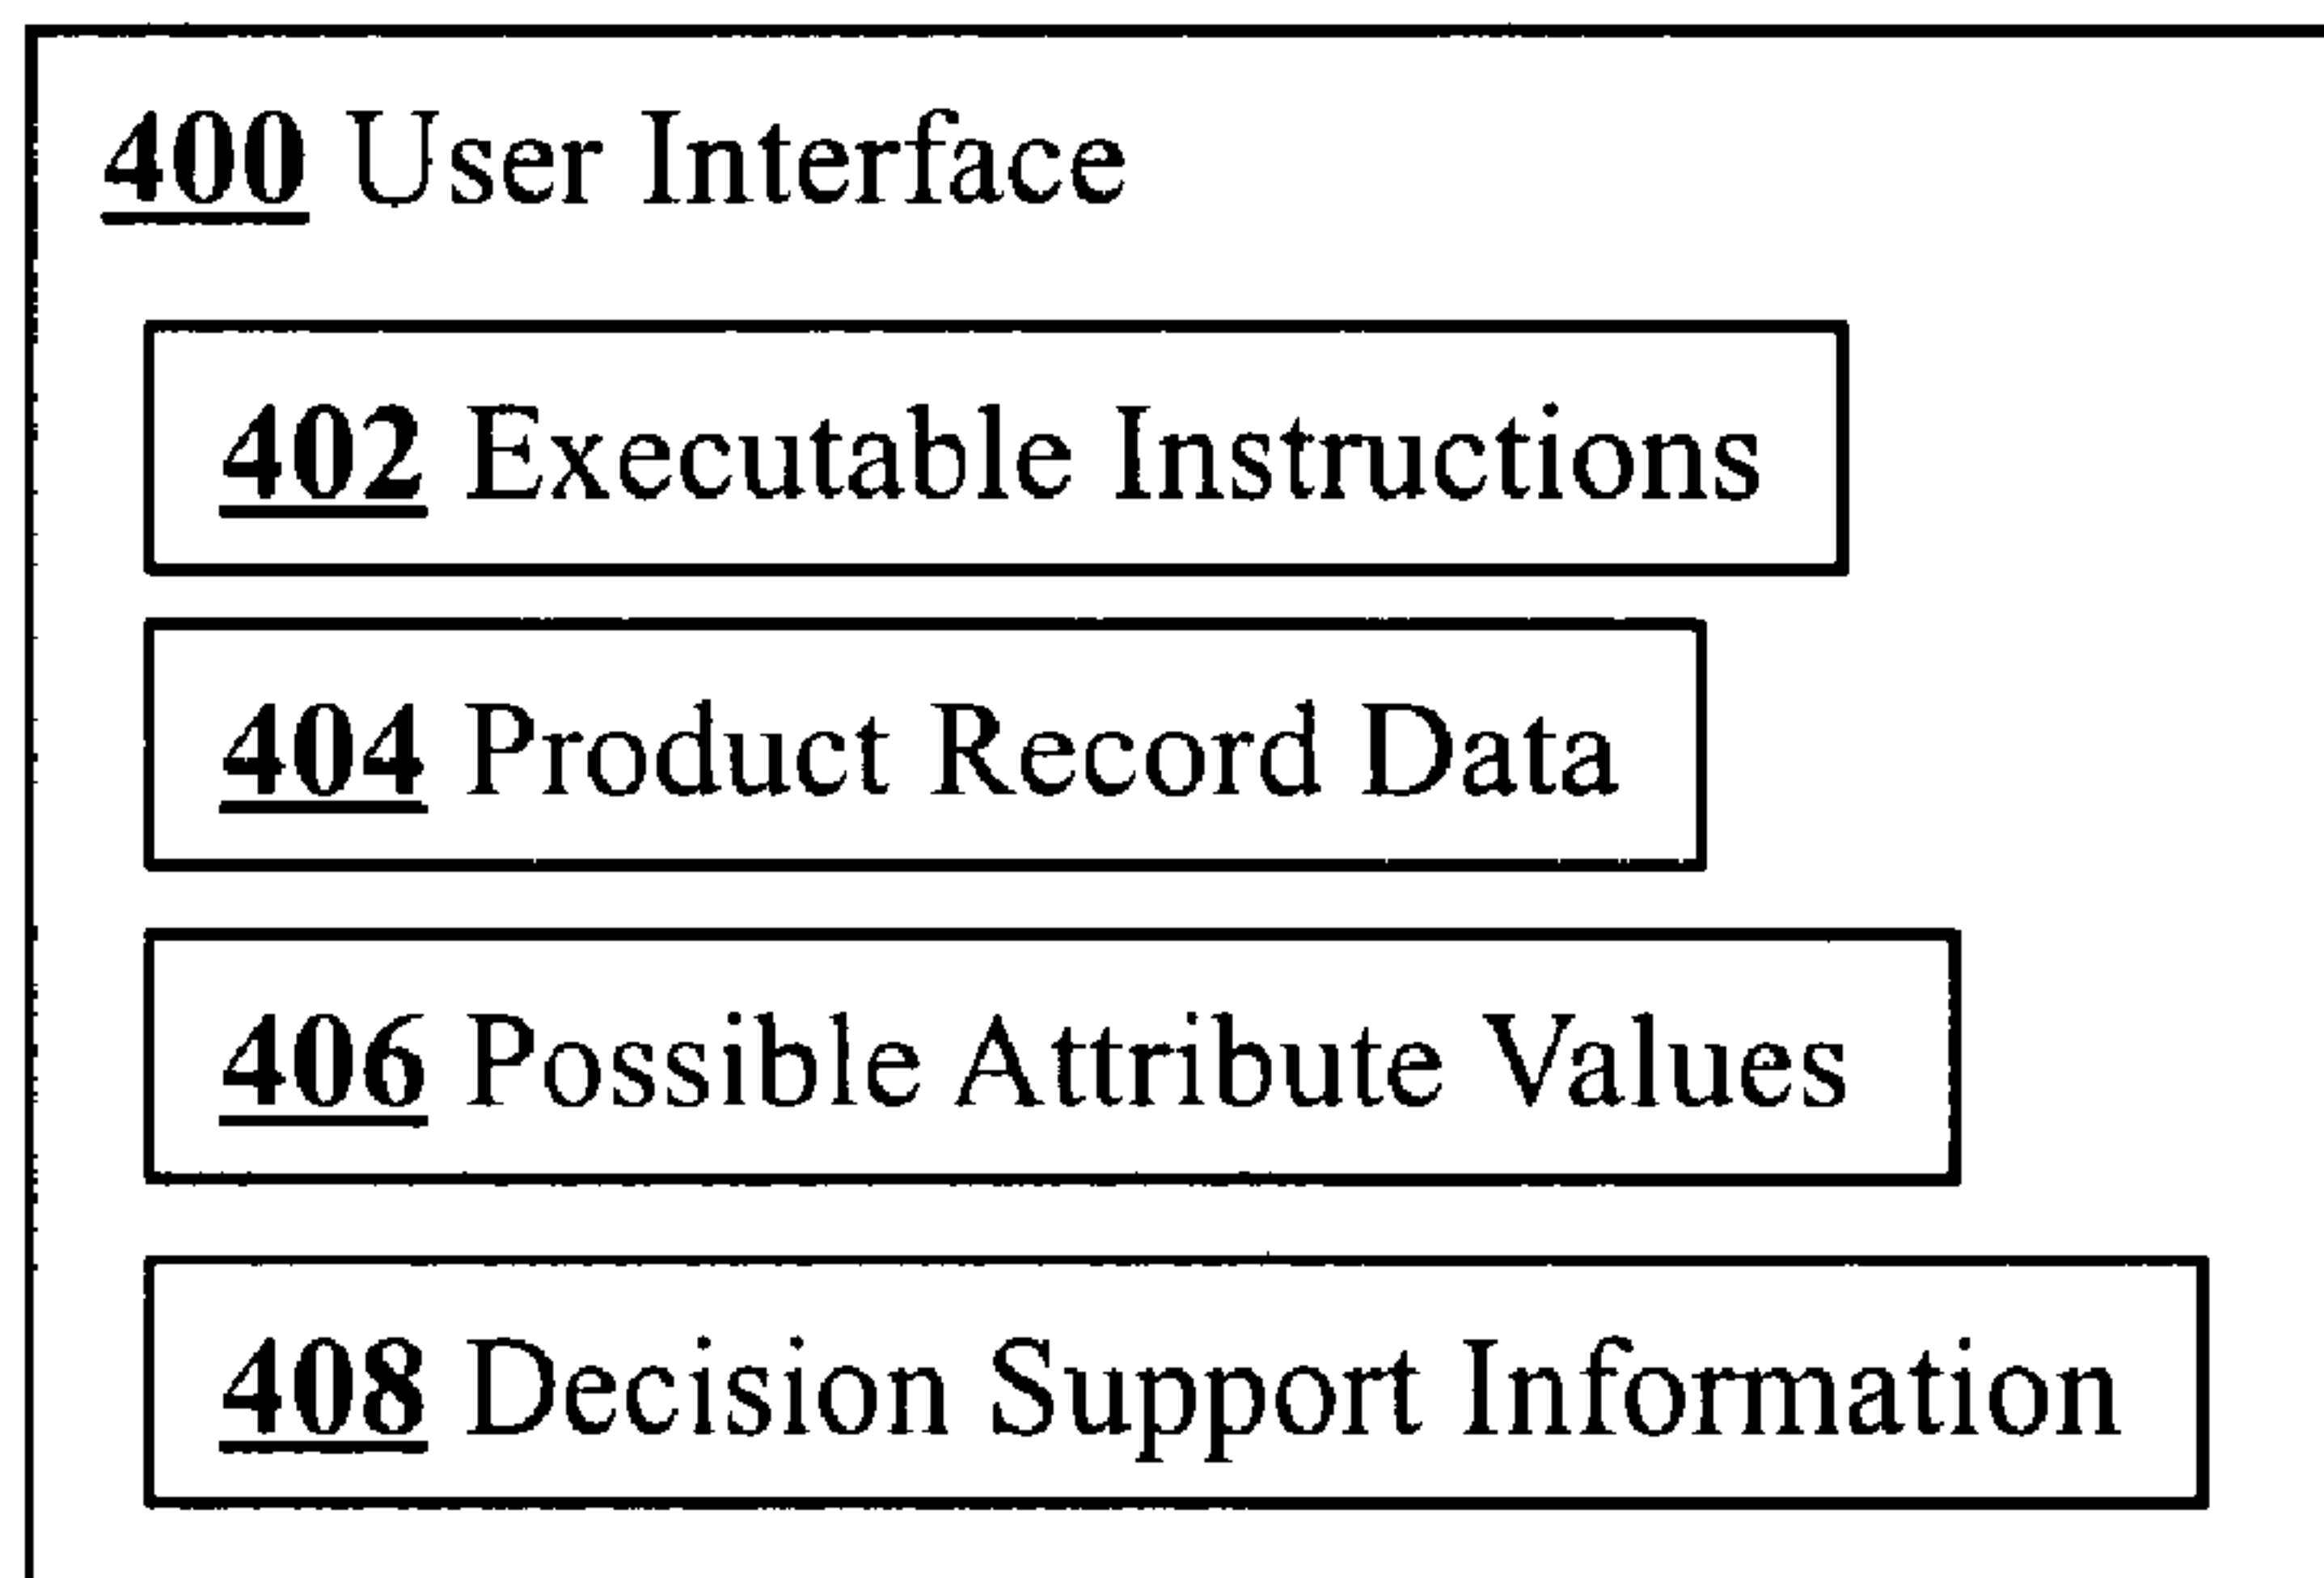 400 User Interface
402 Executable Instructions
404 Product Record Data
406 Possible Attribute Values
408 Decision Support Information